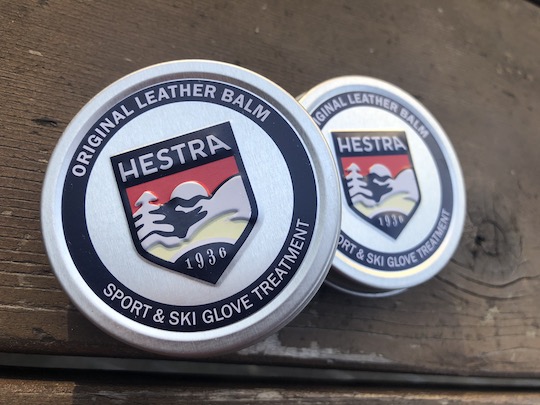 ORIGINAL LEATHER BALM
HESTRA
1936
SPORT & SKI GLOVE TREATMENT
ORIGINAL LEATHER BALM
HESTRA
1936
SPORT & SKI GLOVE TREATMENT